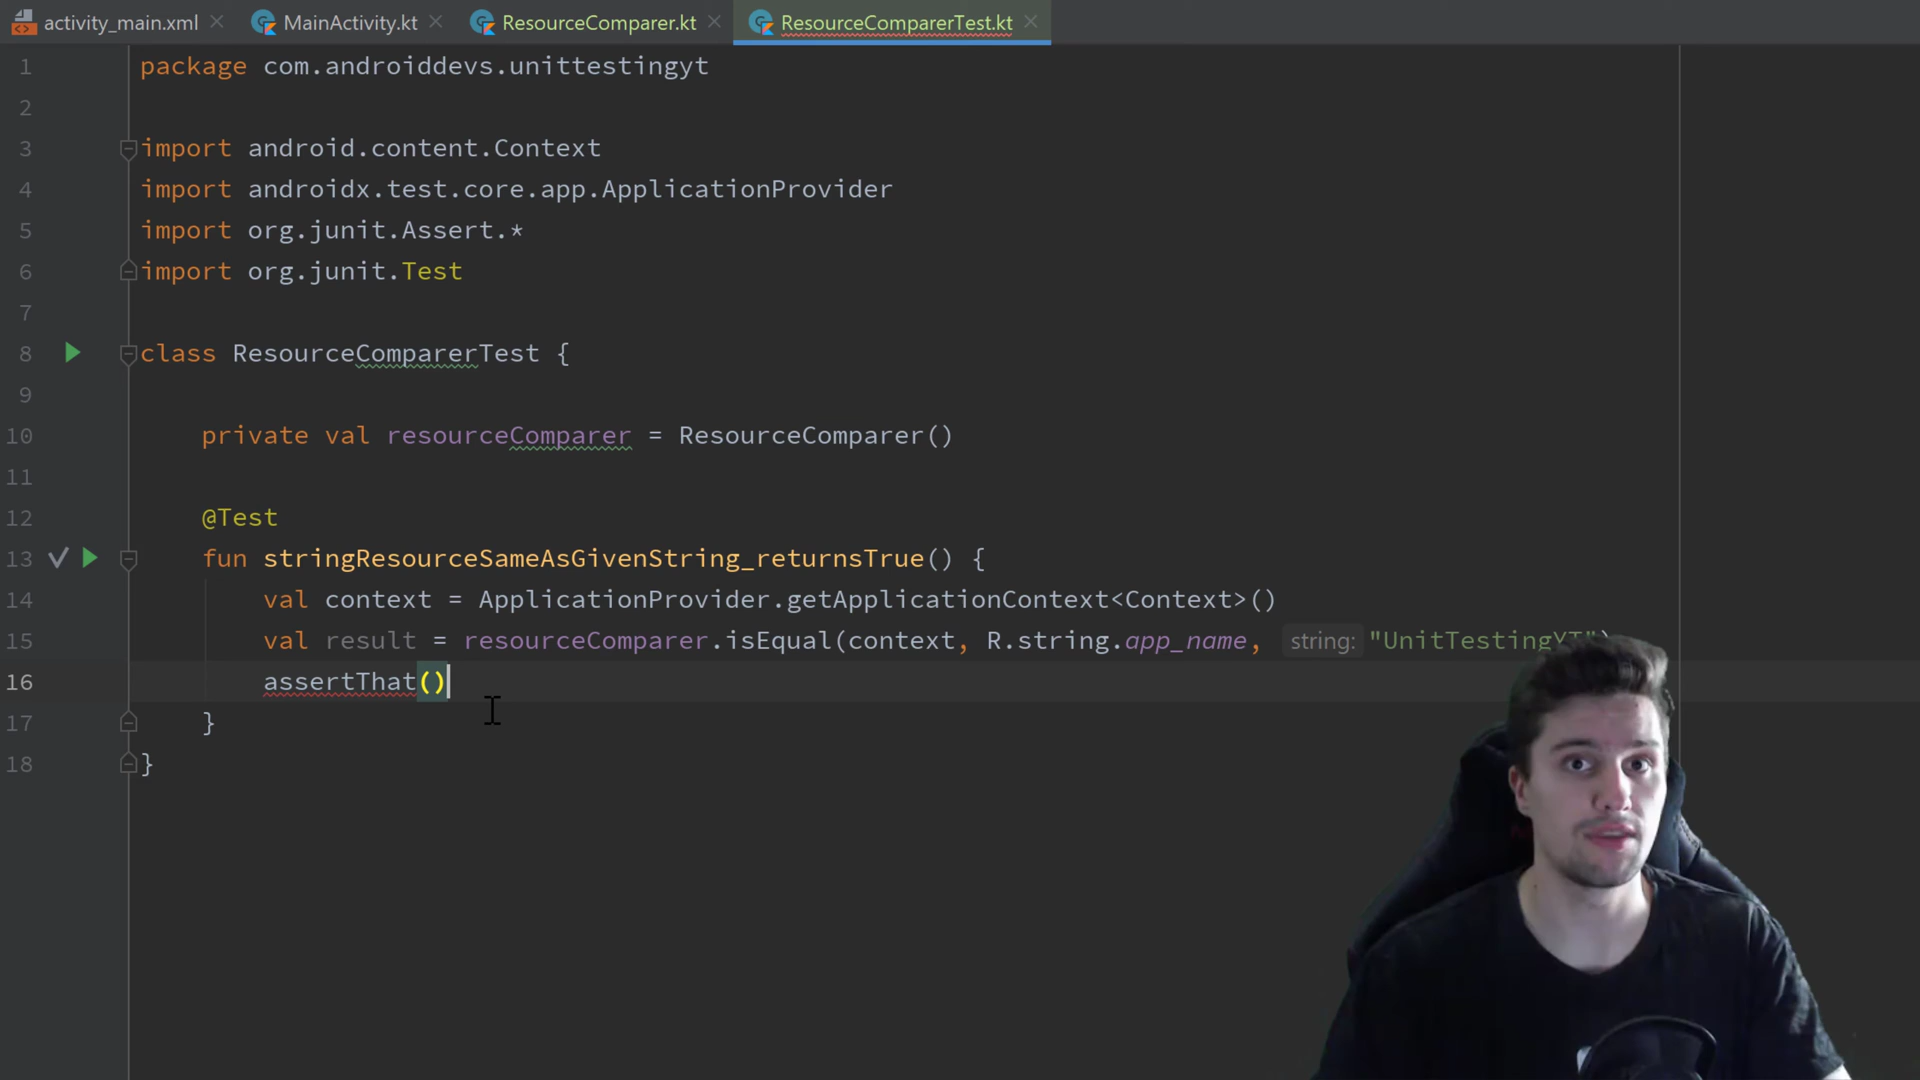 activity_main.xml MainActivity.kt ResourceComparer.kt ResourceComparerTest.kt
1 package com.androiddevs.unittestingyt
2
3 import android.content.Context
4 import androidx.test.core.app.ApplicationProvider
5 import org.junit.Assert.*
6 import org.junit.Test
7
8 class ResourceComparerTest {
9
10 private val resourceComparer = ResourceComparer()
11
12 @Test
13 fun stringResourceSameAsGivenString_returnsTrue() {
14 val context = ApplicationProvider.getApplicationContext<Context>()
15 val result = resourceComparer.isEqual(context, R.string.app_name, string: "UnitTestingYT")
16 assertThat()
17 }
18 }